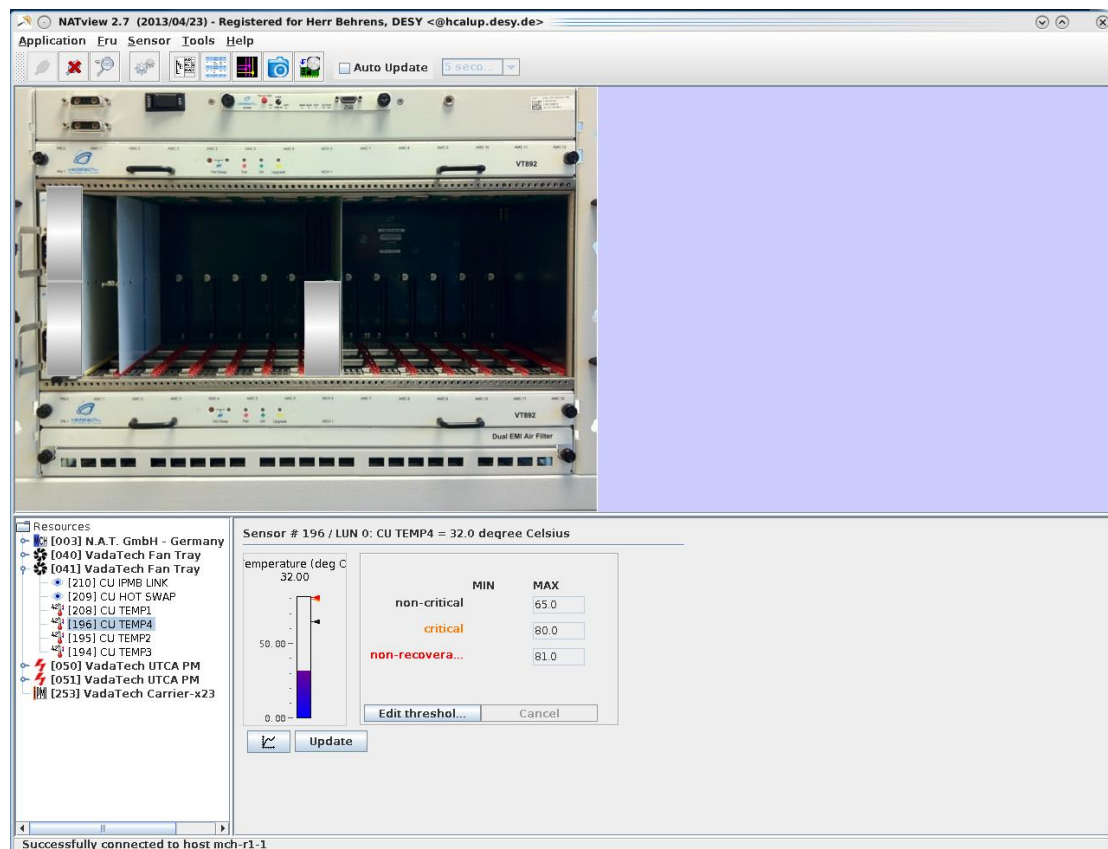 NATview 2.7 (2013/04/23) - Registered for Herr Behrens, DESY <@hcalup.desy.de>
Application Fru Sensor Tools Help
Auto Update 5 seco...
VT892
VT892
Dual EMI Air Filter
Resources
[003] N.A.T. GmbH - Germany
[040] VadaTech Fan Tray
[041] VadaTech Fan Tray
[210] CU IPMB LINK
[209] CU HOT SWAP
[208] CU TEMP1
[196] CU TEMP4
[195] CU TEMP2
[194] CU TEMP3
[050] VadaTech UTCA PM
[051] VadaTech UTCA PM
[253] VadaTech Carrier-x23
Sensor # 196 / LUN 0: CU TEMP4 = 32.0 degree Celsius
emperature (deg C
32.00
50.00
0.00
MIN MAX
non-critical 65.0
critical 80.0
non-recovera... 81.0
Edit threshol... Cancel
Update
Successfully connected to host mch-r1-1